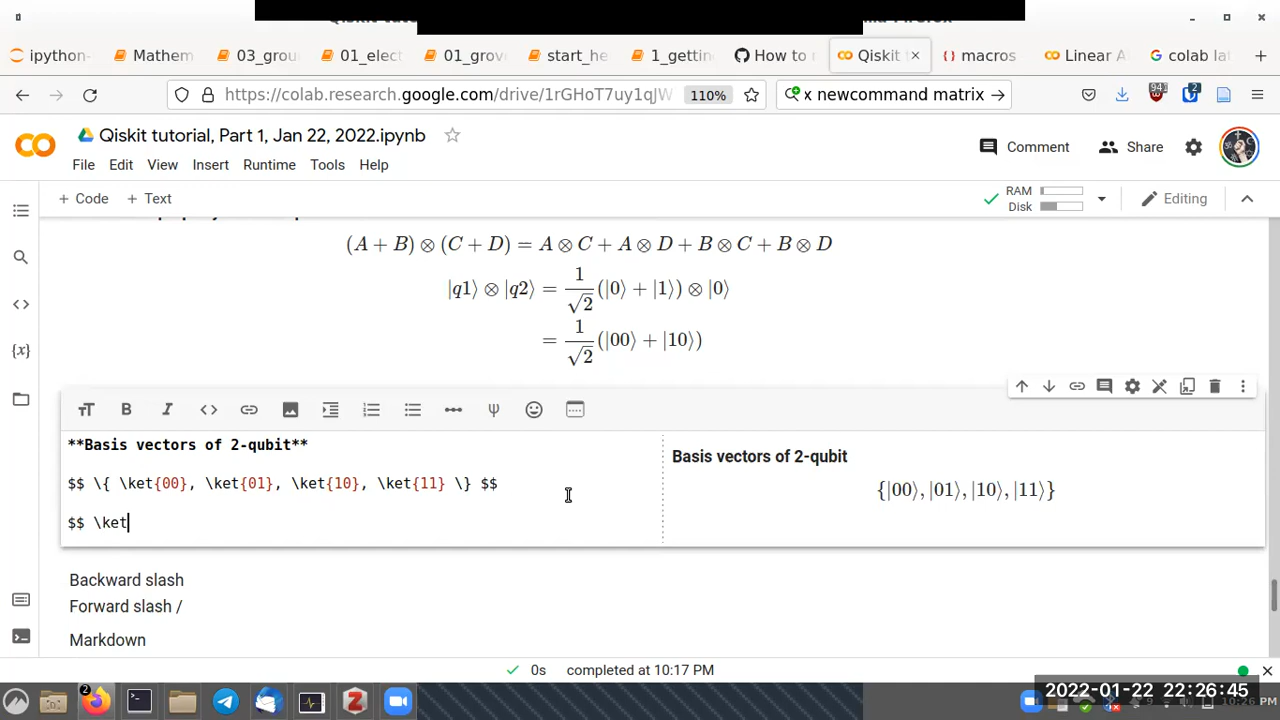 ipython-
Mathem
03_grou
01_elect
01_grov
start_he
1_getting
How to
Qiskit t
macros
Linear A
colab la
https://colab.research.google.com/drive/1rGHoT7uy1qJW
110%
x newcommand matrix →
941
2
Qiskit tutorial, Part 1, Jan 22, 2022.ipynb
File Edit View Insert Runtime Tools Help
Comment
Share
+ Code + Text
RAM
Disk
Editing
(A + B) ⊗ (C + D) = A ⊗ C + A ⊗ D + B ⊗ C + B ⊗ D
|q1⟩ ⊗ |q2⟩ = 1/√2 (|0⟩ + |1⟩) ⊗ |0⟩
= 1/√2 (|00⟩ + |10⟩)
**Basis vectors of 2-qubit**
$$ \{ \ket{00}, \ket{01}, \ket{10}, \ket{11} \} $$
$$ \ket
Basis vectors of 2-qubit
{|00⟩, |01⟩, |10⟩, |11⟩}
Backward slash
Forward slash /
Markdown
0s completed at 10:17 PM
2
2022-01-22 22:26:45